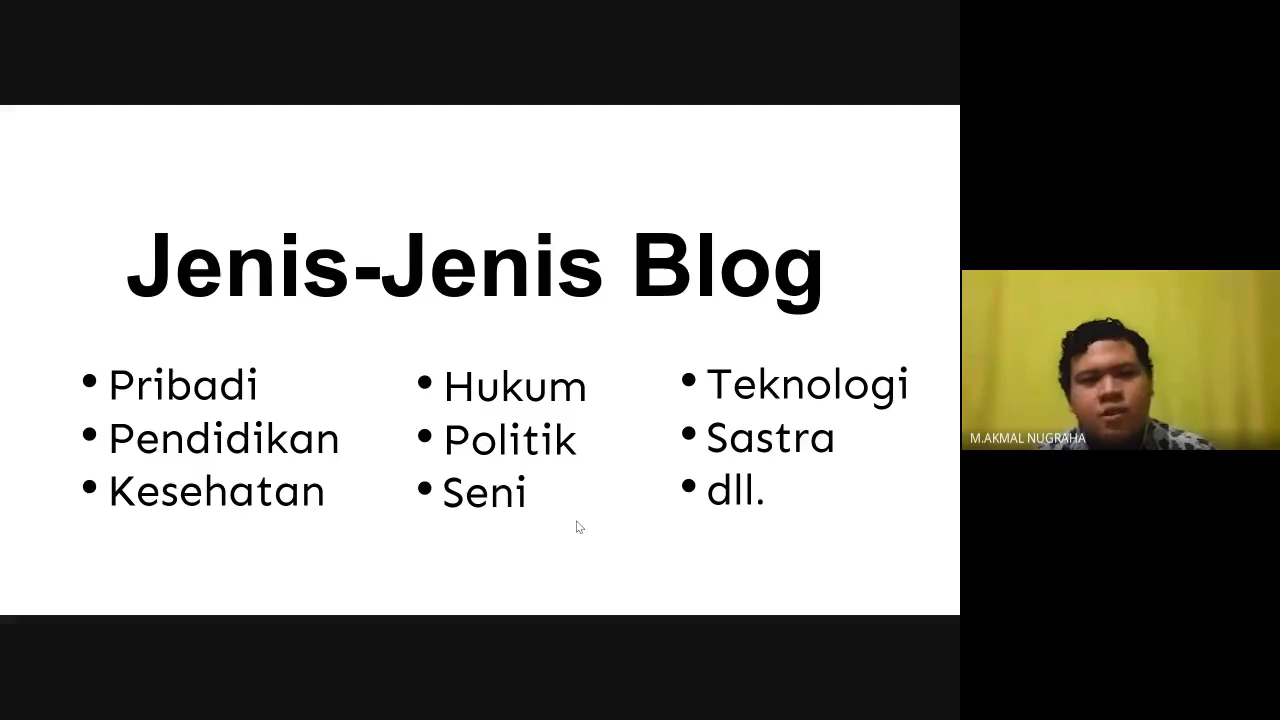 Jenis-Jenis Blog
• Pribadi
• Pendidikan
• Kesehatan
• Hukum
• Politik
• Seni
• Teknologi
• Sastra
• dll.
M.AKMAL NUGRAHA